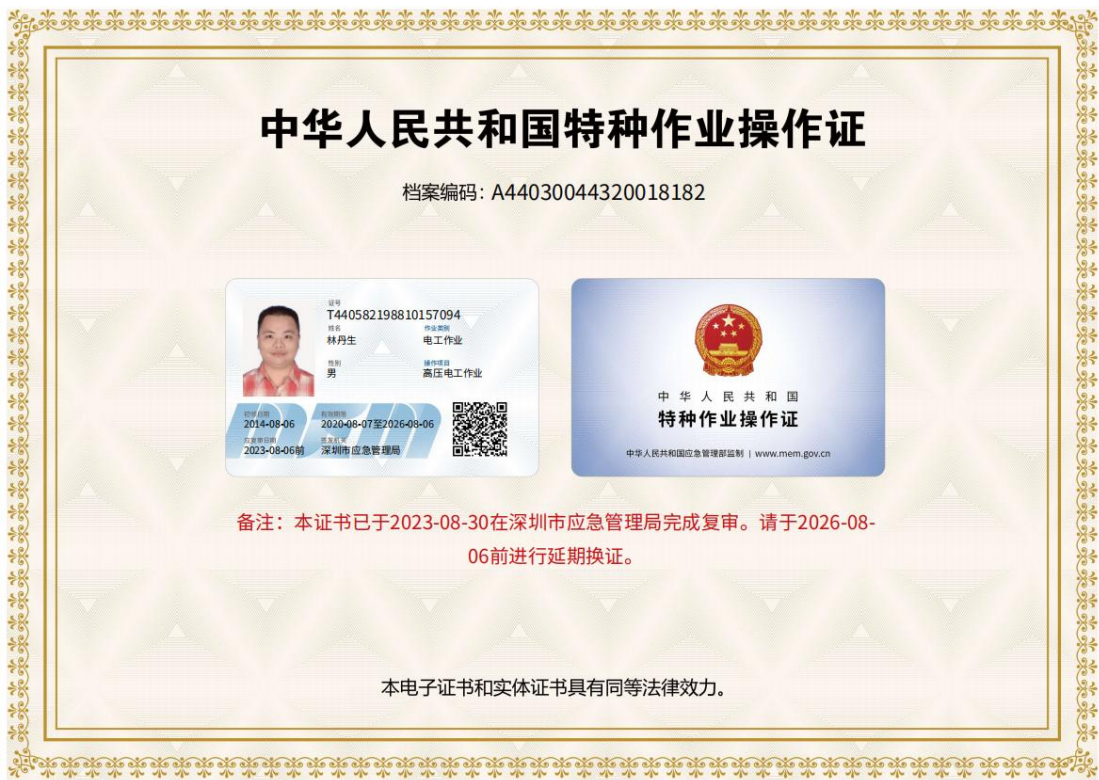 中华人民共和国特种作业操作证
档案编码：A44030044320018182
证号
T440582198810157094
姓名 作业类别
林丹生 电工作业
性别 操作项目
男 高压电工作业
初领日期 有效期限
2014-08-06 2020-08-07至2026-08-06
应复审日期 签发机关
2023-08-06前 深圳市应急管理局
中华人民共和国
特种作业操作证
中华人民共和国应急管理部监制 | www.mem.gov.cn
备注：本证书已于2023-08-30在深圳市应急管理局完成复审。请于2026-08-
06前进行延期换证。
本电子证书和实体证书具有同等法律效力。